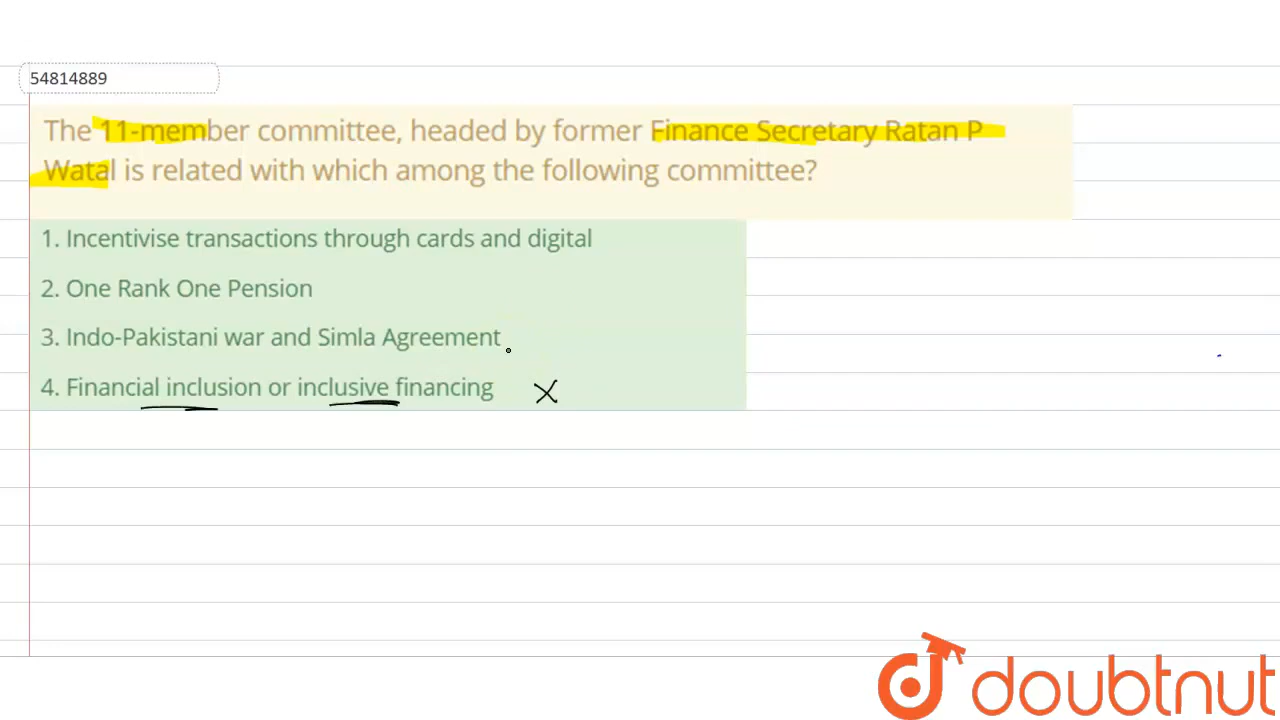 54814889
The 11-member committee, headed by former Finance Secretary Ratan P
Watal is related with which among the following committee?
1. Incentivise transactions through cards and digital
2. One Rank One Pension
3. Indo-Pakistani war and Simla Agreement
4. Financial inclusion or inclusive financing X
doubtnut